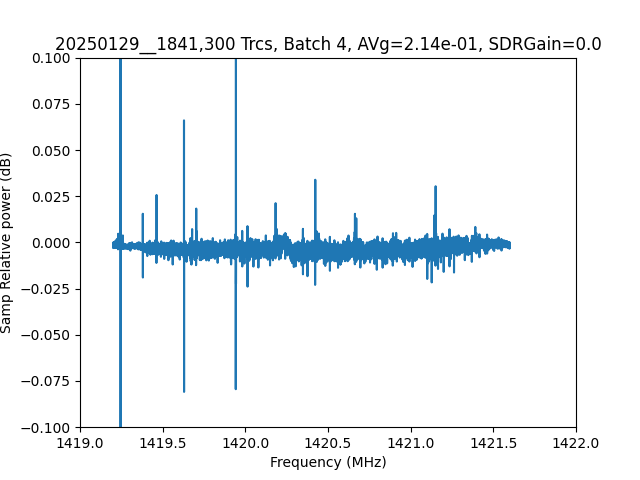 20250129__1841,300 Trcs, Batch 4, AVg=2.14e-01, SDRGain=0.0
0.100
0.075
0.050
0.025
0.000
−0.025
−0.050
−0.075
−0.100
Samp Relative power (dB)
1419.0 1419.5 1420.0 1420.5 1421.0 1421.5 1422.0
Frequency (MHz)